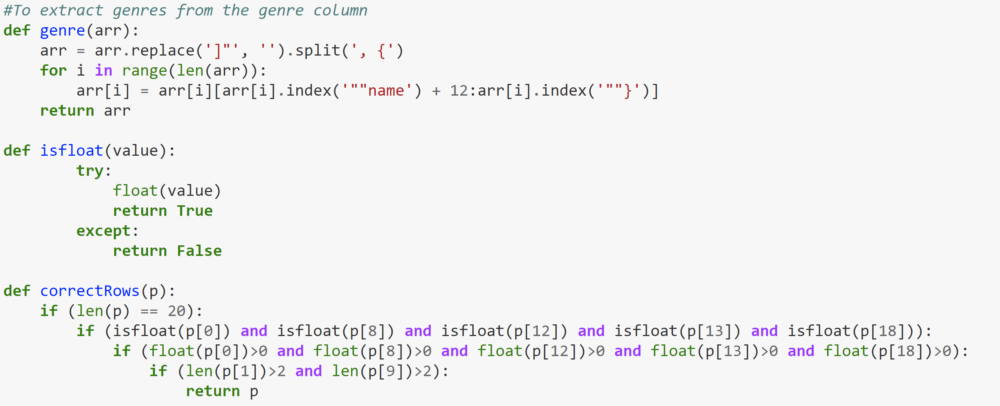 #To extract genres from the genre column
def genre(arr):
    arr = arr.replace(']"', '').split(', {')
    for i in range(len(arr)):
        arr[i] = arr[i][arr[i].index('""name') + 12:arr[i].index('""}')]
    return arr

def isfloat(value):
        try:
            float(value)
            return True
        except:
            return False

def correctRows(p):
    if (len(p) == 20):
        if (isfloat(p[0]) and isfloat(p[8]) and isfloat(p[12]) and isfloat(p[13]) and isfloat(p[18])):
            if (float(p[0])>0 and float(p[8])>0 and float(p[12])>0 and float(p[13])>0 and float(p[18])>0):
                if (len(p[1])>2 and len(p[9])>2):
                    return p